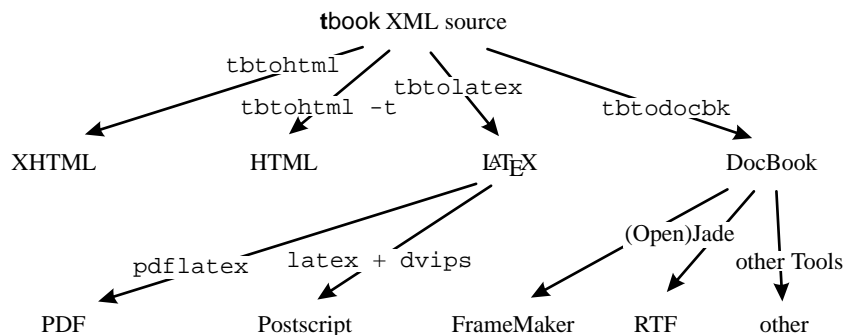 tbook XML source
tbtohtml
tbtohtml -t
tbtolatex
tbtodocbk
XHTML
HTML
LATEX
DocBook
pdflatex
latex + dvips
(Open)Jade
other Tools
PDF
Postscript
FrameMaker
RTF
other